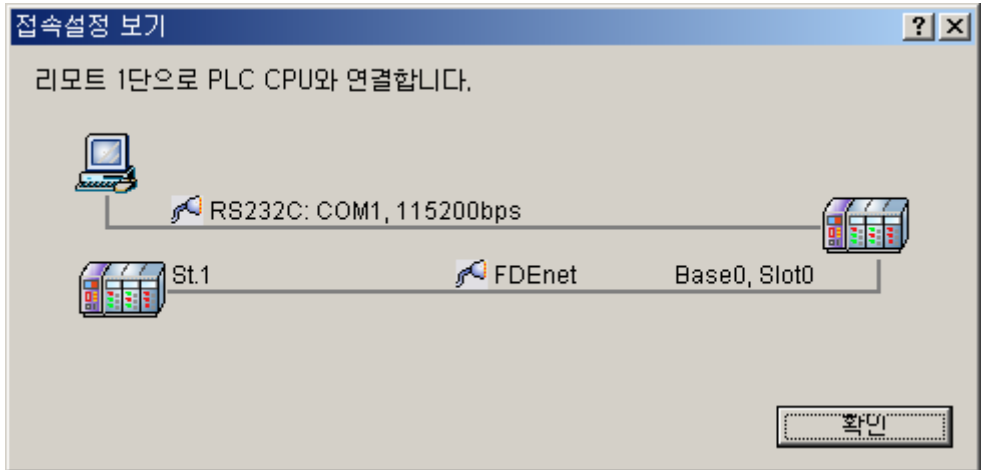 접속설정 보기
리모트 1단으로 PLC CPU와 연결합니다.
RS232C: COM1, 115200bps
St.1 FDEnet Base0, Slot0
확인